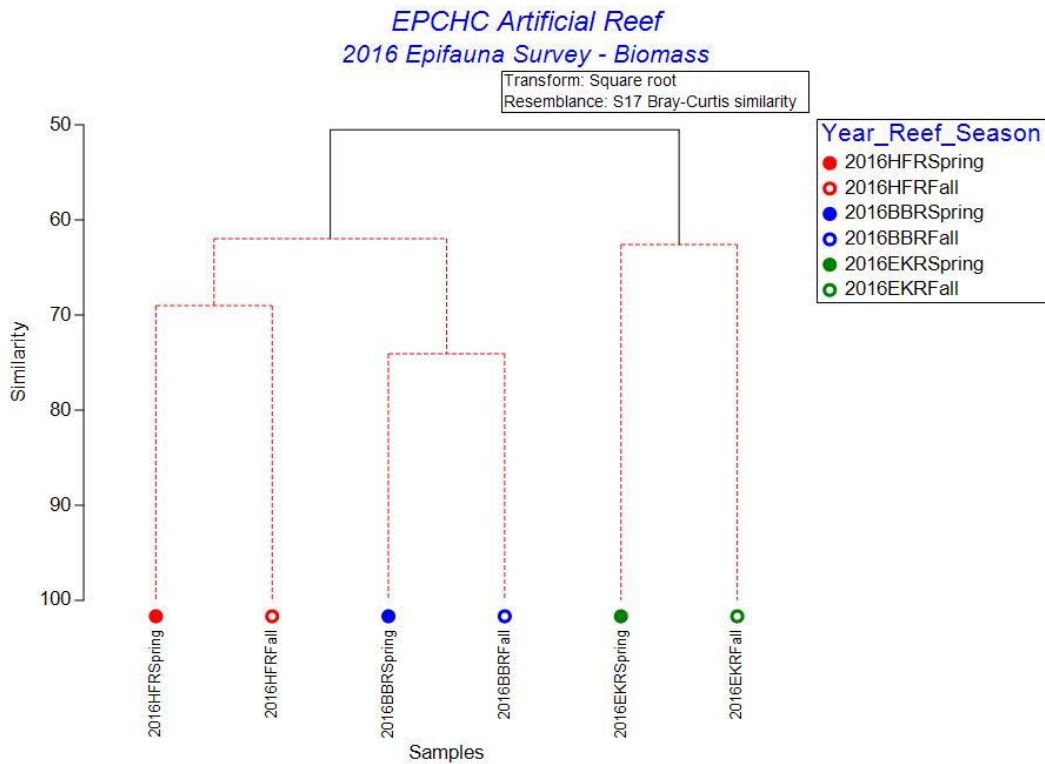 EPCHC Artificial Reef
2016 Epifauna Survey - Biomass
Transform: Square root
Resemblance: S17 Bray-Curtis similarity
Year_Reef_Season
2016HFRSpring
2016HFRFall
2016BBRSpring
2016BBRFall
2016EKRSpring
2016EKRFall
50
60
70
80
90
100
Similarity
2016HFRSpring
2016HFRFall
2016BBRSpring
2016BBRFall
2016EKRSpring
2016EKRFall
Samples